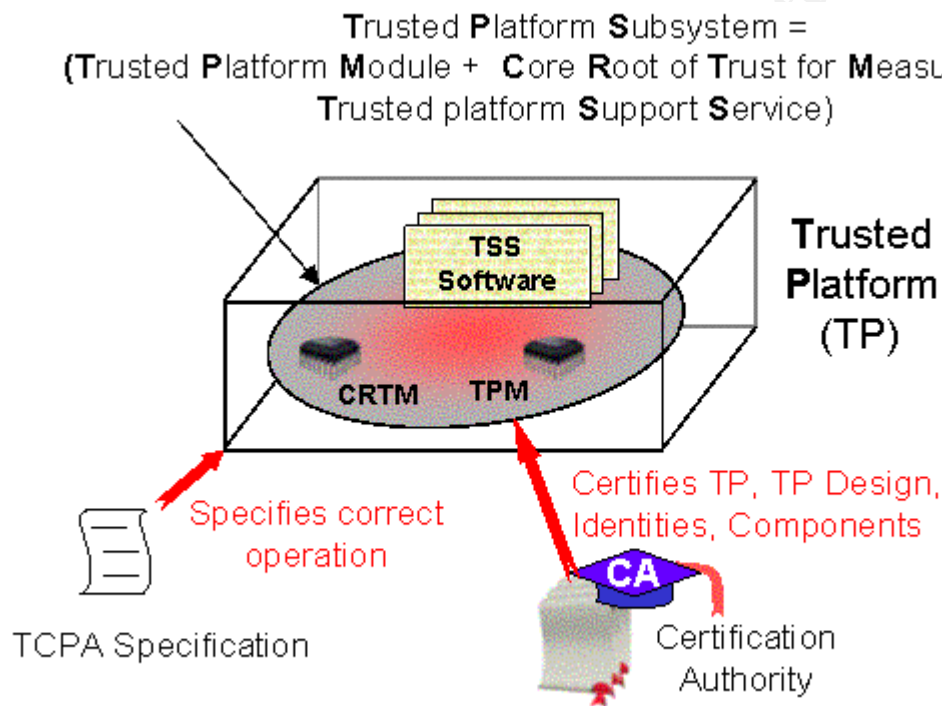 Trusted Platform Subsystem =
(Trusted Platform Module + Core Root of Trust for Measu
Trusted platform Support Service)
TSS
Software
Trusted
Platform
(TP)
CRTM
TPM
Specifies correct
operation
Certifies TP, TP Design,
Identities, Components
CA
TCPA Specification
Certification
Authority